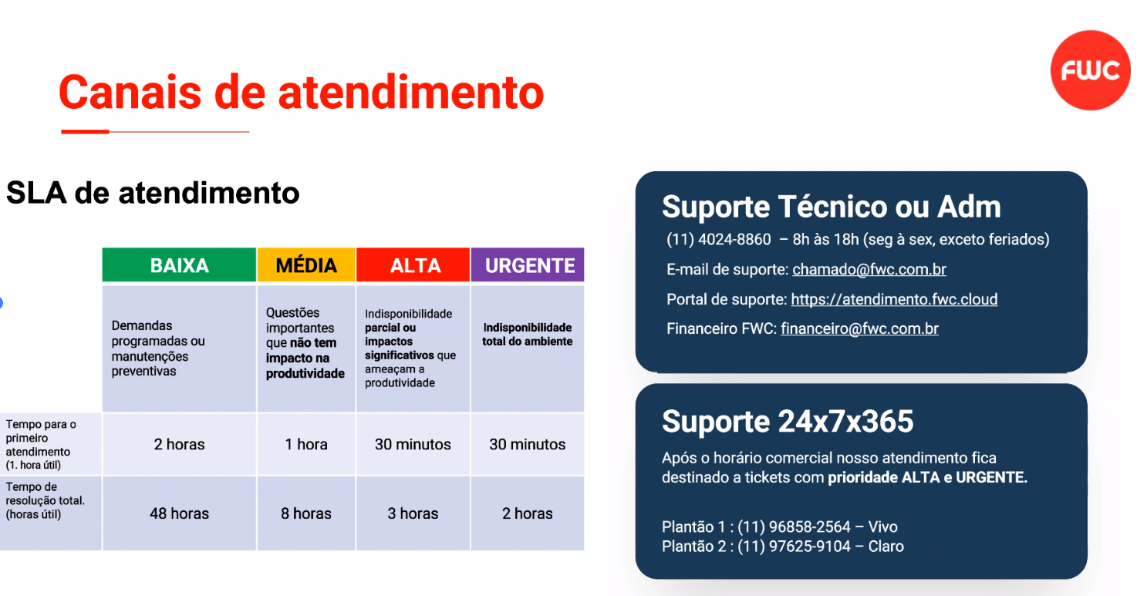 FWC
Canais de atendimento
SLA de atendimento
BAIXA
MÉDIA
ALTA
URGENTE
Demandas
programadas ou
manutenções
preventivas
Questões
importantes
que não tem
impacto na
produtividade
Indisponibilidade
parcial ou
impactos
significativos que
ameaçam a
produtividade
Indisponibilidade
total do ambiente
Tempo para o
primeiro
atendimento
(1. hora útil)
2 horas
1 hora
30 minutos
30 minutos
Tempo de
resolução total.
(horas útil)
48 horas
8 horas
3 horas
2 horas
Suporte Técnico ou Adm
(11) 4024-8860 – 8h às 18h (seg à sex, exceto feriados)
E-mail de suporte: chamado@fwc.com.br
Portal de suporte: https://atendimento.fwc.cloud
Financeiro FWC: financeiro@fwc.com.br
Suporte 24x7x365
Após o horário comercial nosso atendimento fica
destinado a tickets com prioridade ALTA e URGENTE.
Plantão 1 : (11) 96858-2564 – Vivo
Plantão 2 : (11) 97625-9104 – Claro